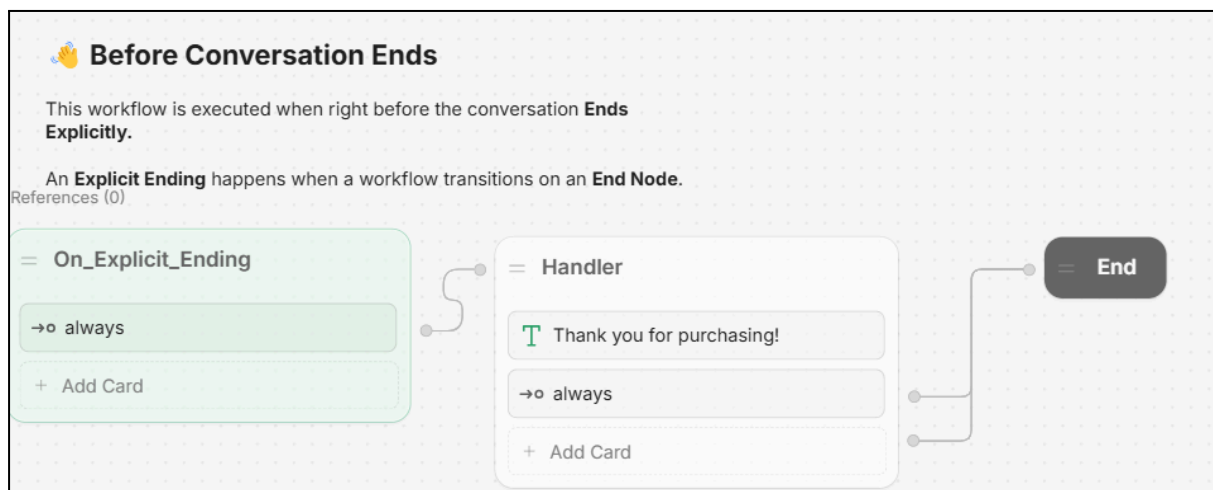 👋 Before Conversation Ends
This workflow is executed when right before the conversation Ends
Explicitly.
An Explicit Ending happens when a workflow transitions on an End Node.
References (0)
On_Explicit_Ending
always
+ Add Card
Handler
Thank you for purchasing!
always
+ Add Card
End